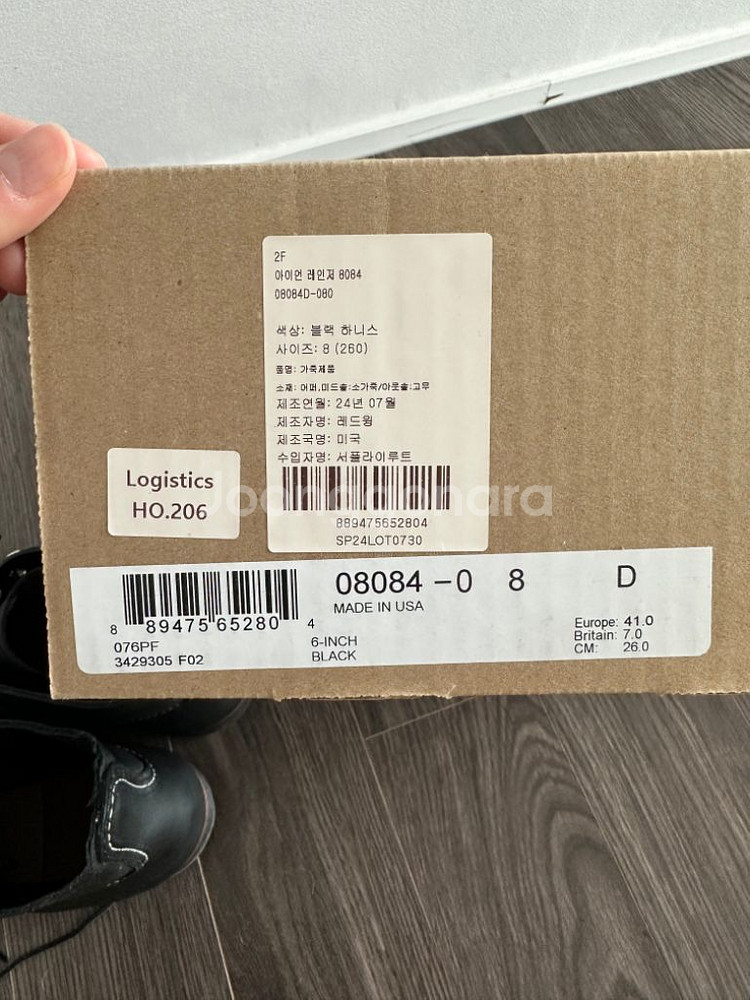 2F
아이언 레인저 8084
08084D-080
색상: 블랙 하니스
사이즈: 8 (260)
품명: 가죽제품
소재: 어퍼,미드솔:소가죽/아웃솔:고무
제조연월: 24년 07월
제조자명: 레드윙
제조국명: 미국
수입자명: 서플라이루트
889475652804
SP24LOT0730
Logistics
HO.206
Joonggonara
8 89475 65280 4
076PF
3429305 F02
08084 -0 8 D
MADE IN USA
6-INCH
BLACK
Europe: 41.0
Britain: 7.0
CM: 26.0